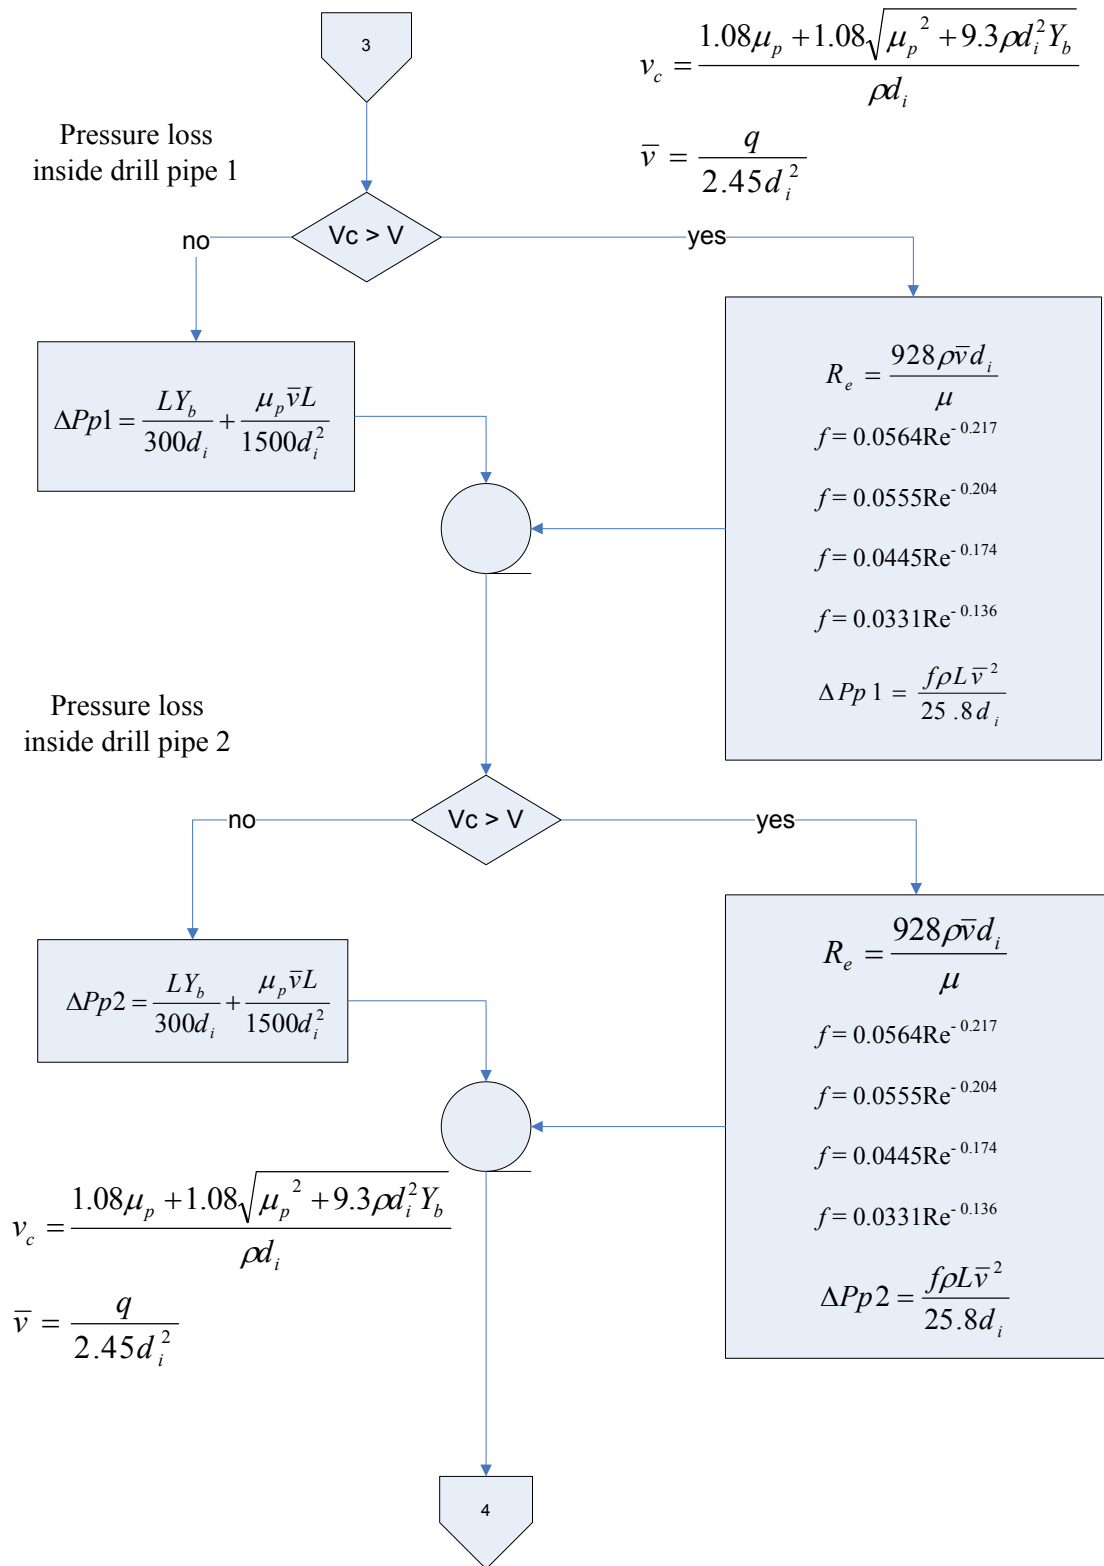 3
v_c = (1.08μ_p + 1.08√(μ_p² + 9.3ρd_i²Y_b)) / (ρd_i)
Pressure loss
inside drill pipe 1
v̄ = q / (2.45d_i²)
Vc > V
no
yes
ΔPp1 = LY_b / (300d_i) + μ_p v̄L / (1500d_i²)
R_e = 928ρv̄d_i / μ
f = 0.0564Re^-0.217
f = 0.0555Re^-0.204
f = 0.0445Re^-0.174
f = 0.0331Re^-0.136
ΔPp 1 = fρLv̄² / (25.8d_i)
Pressure loss
inside drill pipe 2
Vc > V
no
yes
ΔPp2 = LY_b / (300d_i) + μ_p v̄L / (1500d_i²)
R_e = 928ρv̄d_i / μ
f = 0.0564Re^-0.217
f = 0.0555Re^-0.204
f = 0.0445Re^-0.174
f = 0.0331Re^-0.136
ΔPp2 = fρLv̄² / (25.8d_i)
v_c = (1.08μ_p + 1.08√(μ_p² + 9.3ρd_i²Y_b)) / (ρd_i)
v̄ = q / (2.45d_i²)
4